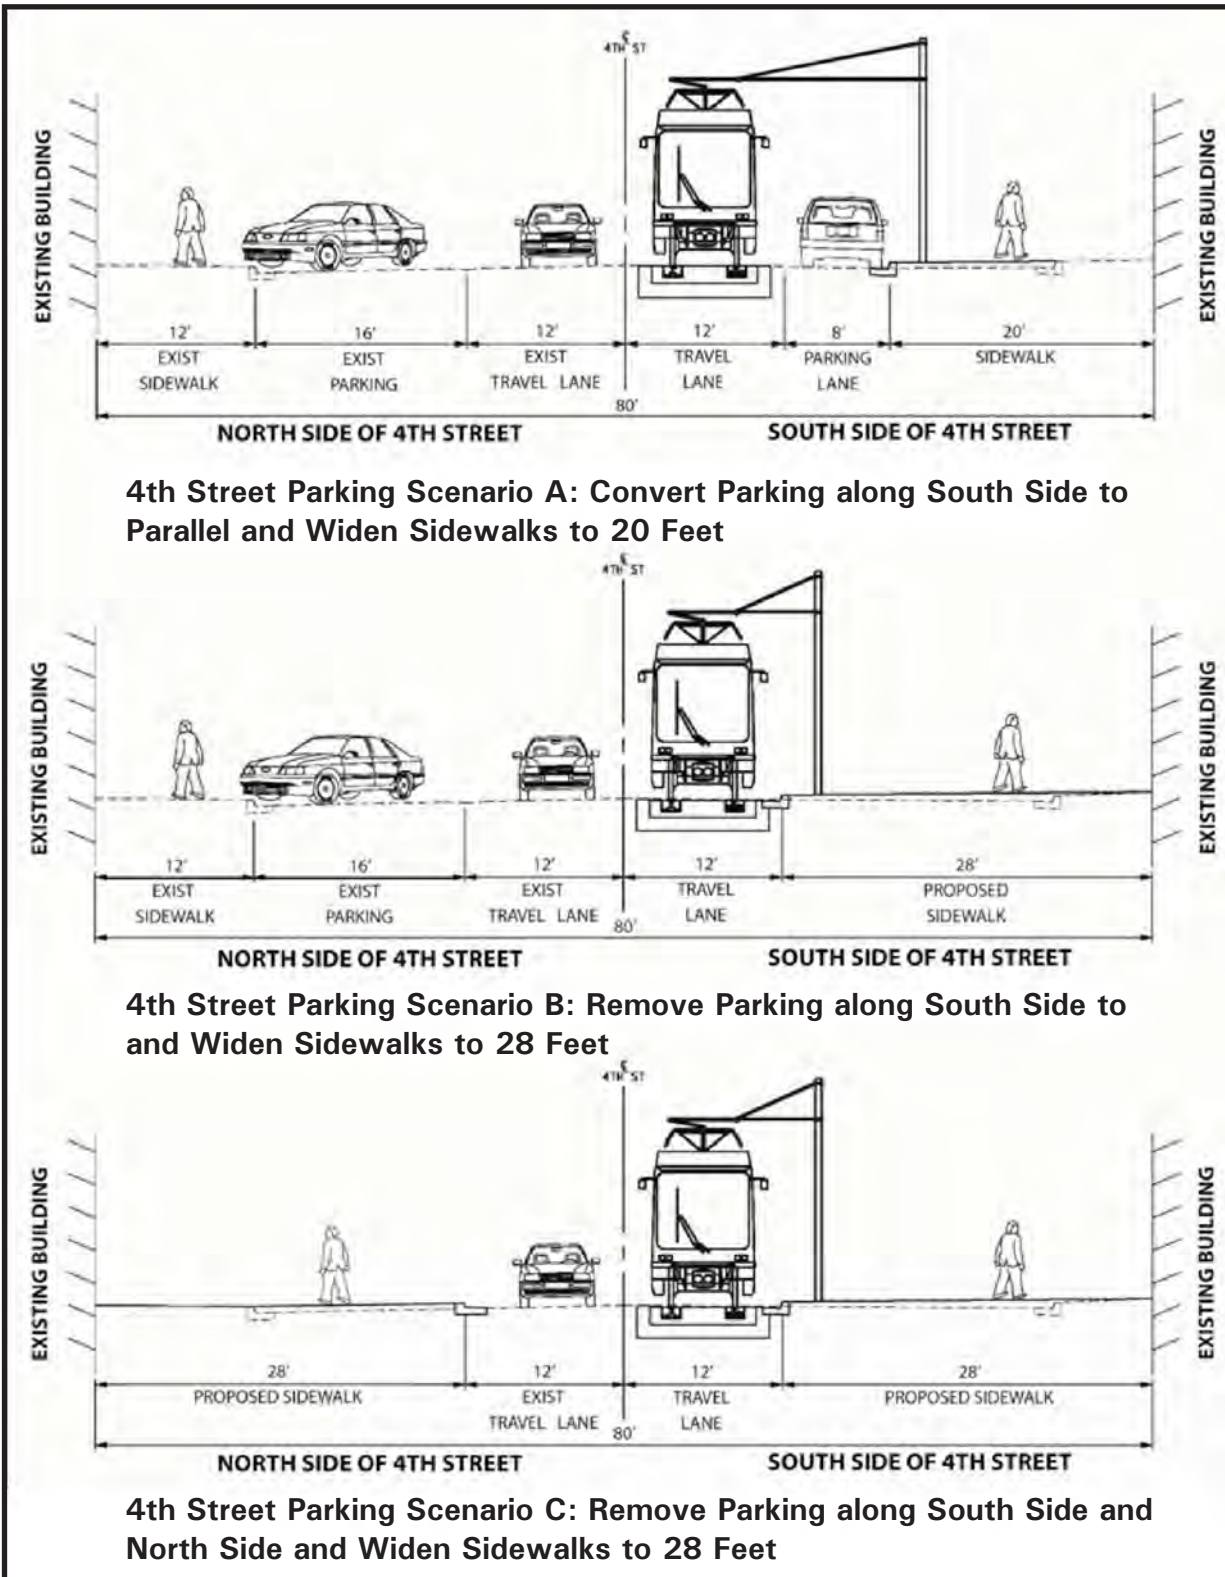 ℄
4TH ST
EXISTING BUILDING
EXISTING BUILDING
12' 16' 12' 12' 8' 20'
EXIST EXIST EXIST TRAVEL PARKING SIDEWALK
SIDEWALK PARKING TRAVEL LANE LANE LANE
80'
NORTH SIDE OF 4TH STREET SOUTH SIDE OF 4TH STREET
4th Street Parking Scenario A: Convert Parking along South Side to
Parallel and Widen Sidewalks to 20 Feet
℄
4TH ST
EXISTING BUILDING
EXISTING BUILDING
12' 16' 12' 12' 28'
EXIST EXIST EXIST TRAVEL PROPOSED
SIDEWALK PARKING TRAVEL LANE LANE SIDEWALK
80'
NORTH SIDE OF 4TH STREET SOUTH SIDE OF 4TH STREET
4th Street Parking Scenario B: Remove Parking along South Side to
and Widen Sidewalks to 28 Feet
℄
4TH ST
EXISTING BUILDING
EXISTING BUILDING
28' 12' 12' 28'
PROPOSED SIDEWALK EXIST TRAVEL PROPOSED SIDEWALK
TRAVEL LANE LANE
80'
NORTH SIDE OF 4TH STREET SOUTH SIDE OF 4TH STREET
4th Street Parking Scenario C: Remove Parking along South Side and
North Side and Widen Sidewalks to 28 Feet